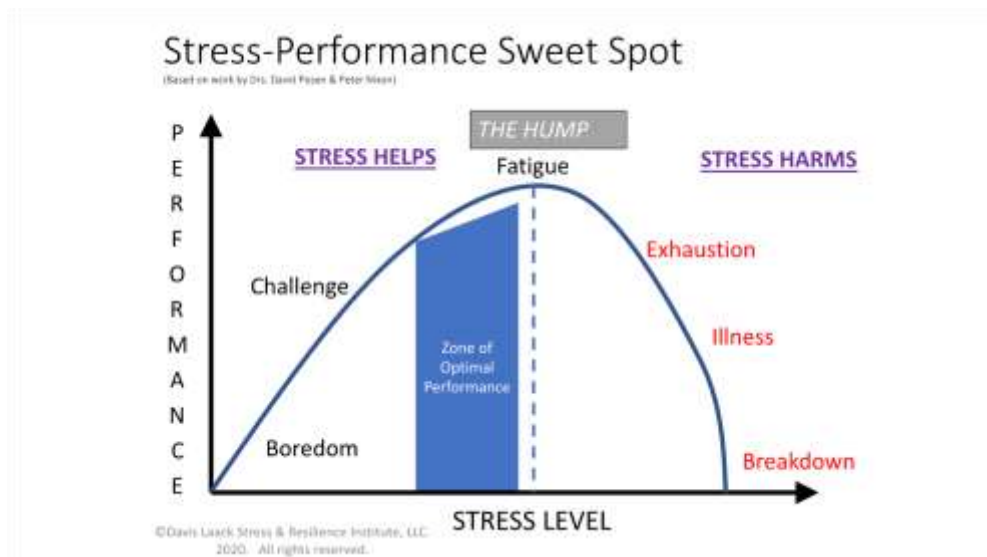 Stress-Performance Sweet Spot
(Based on work by Drs. David Posen & Peter Nixon)
THE HUMP
STRESS HELPS
STRESS HARMS
Fatigue
P
E
R
F
O
R
M
A
N
C
E
Exhaustion
Challenge
Illness
Zone of
Optimal
Performance
Boredom
Breakdown
STRESS LEVEL
©Davis Laack Stress & Resilience Institute, LLC.
2020. All rights reserved.